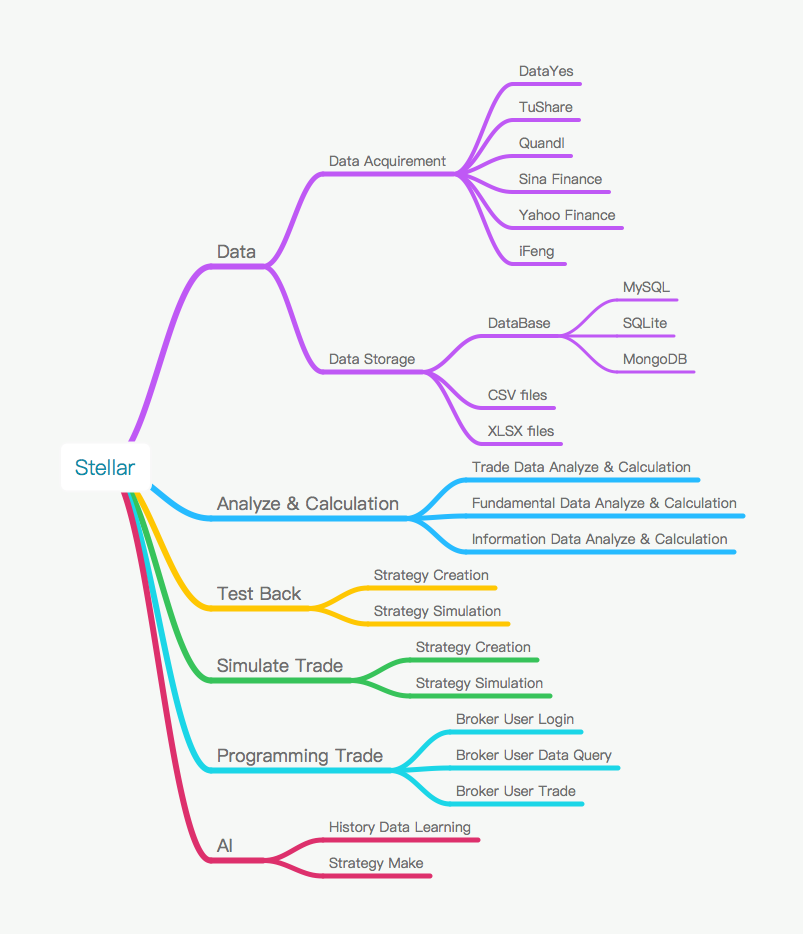 DataYes
TuShare
Data Acquirement
Quandl
Sina Finance
Yahoo Finance
iFeng
Data
MySQL
DataBase
SQLite
Data Storage
MongoDB
CSV files
XLSX files
Stellar
Trade Data Analyze & Calculation
Analyze & Calculation
Fundamental Data Analyze & Calculation
Information Data Analyze & Calculation
Test Back
Strategy Creation
Strategy Simulation
Simulate Trade
Strategy Creation
Strategy Simulation
Programming Trade
Broker User Login
Broker User Data Query
Broker User Trade
AI
History Data Learning
Strategy Make